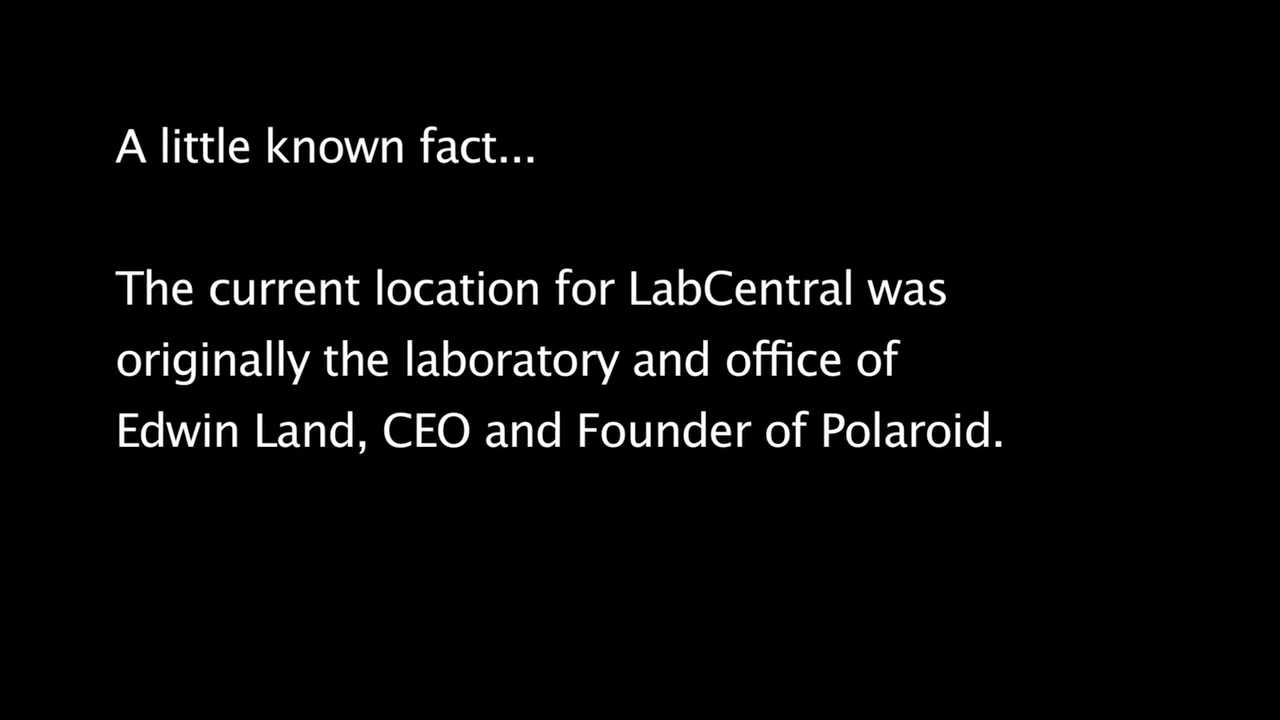 A little known fact...
The current location for LabCentral was
originally the laboratory and office of
Edwin Land, CEO and Founder of Polaroid.